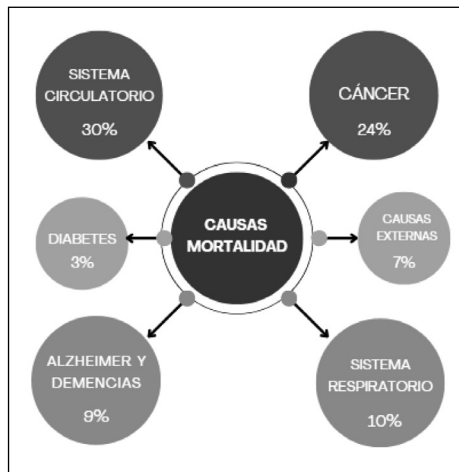 SISTEMA
CIRCULATORIO
30%
CÁNCER
24%
CAUSAS
MORTALIDAD
DIABETES
3%
CAUSAS
EXTERNAS
7%
ALZHEIMER Y
DEMENCIAS
9%
SISTEMA
RESPIRATORIO
10%